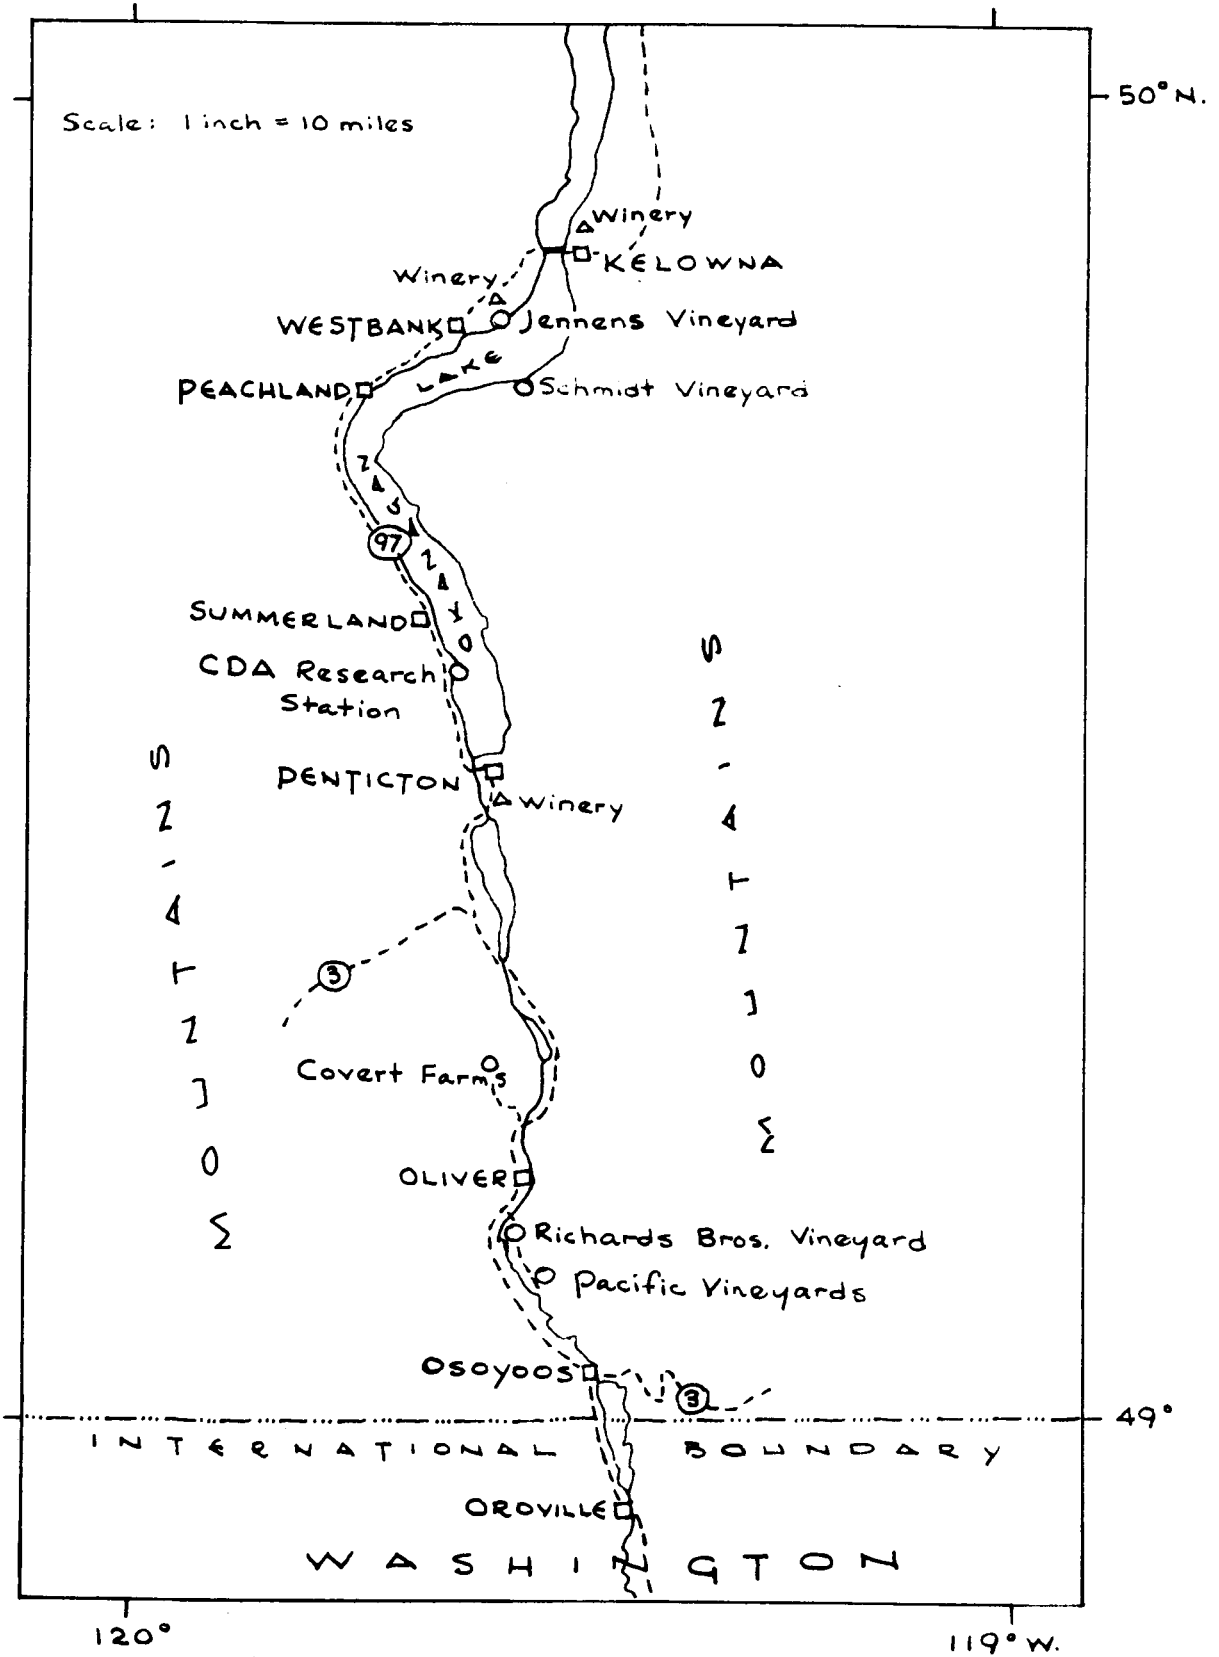 50° N.
Scale: 1 inch = 10 miles
Winery
KELOWNA
Winery
WESTBANK
Jennens Vineyard
LAKE
PEACHLAND
Schmidt Vineyard
OKANAGAN
97
SUMMERLAND
CDA Research
Station
MOUNTAINS
MOUNTAINS
PENTICTON
Winery
3
Covert Farms
OLIVER
Richards Bros. Vineyard
Pacific Vineyards
OSOYOOS
3
49°
INTERNATIONAL BOUNDARY
OROVILLE
WASHINGTON
120°
119° W.